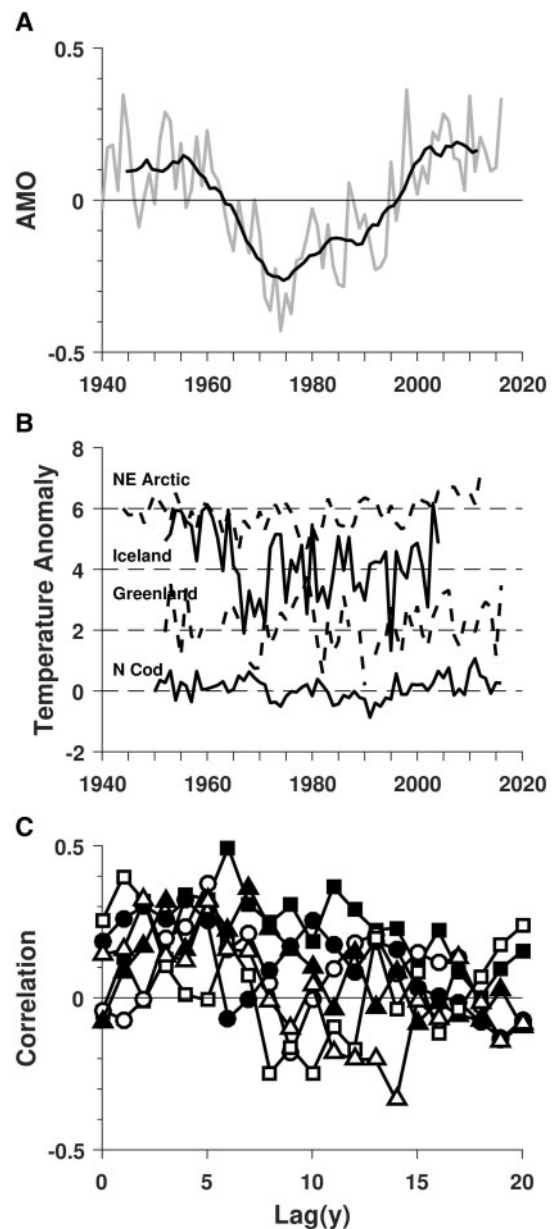 A
0.5
AMO
0
-0.5
1940 1960 1980 2000 2020
B
8
NE Arctic
6
Temperature Anomaly
Iceland
4
Greenland
2
N Cod
0
-2
1940 1960 1980 2000 2020
C
0.5
Correlation
0
-0.5
0 5 10 15 20
Lag(y)